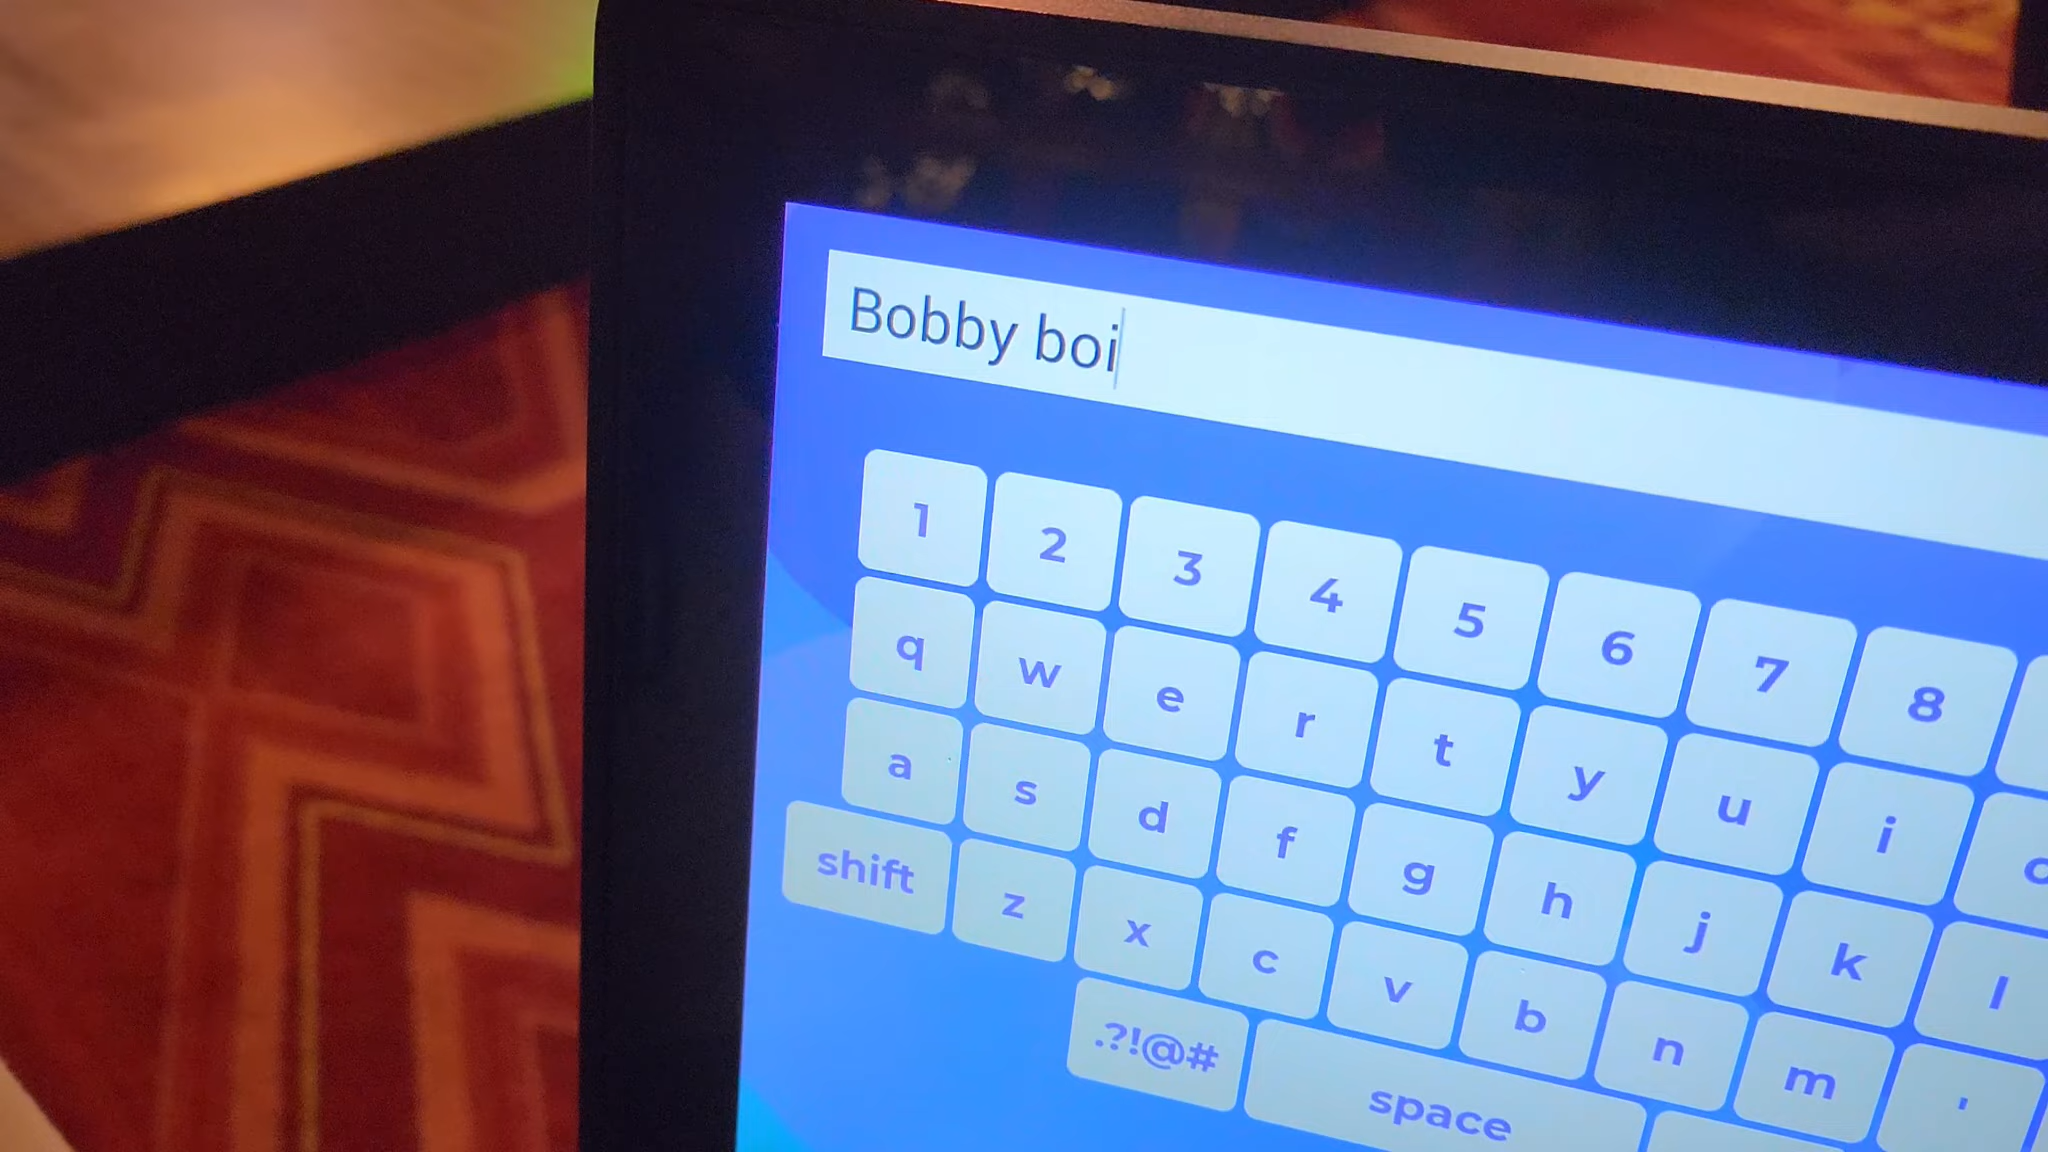 Bobby boi
1 2 3 4 5 6 7 8
q w e r t y u i
a s d f g h j k l
shift z x c v b n m '
.?!@# space